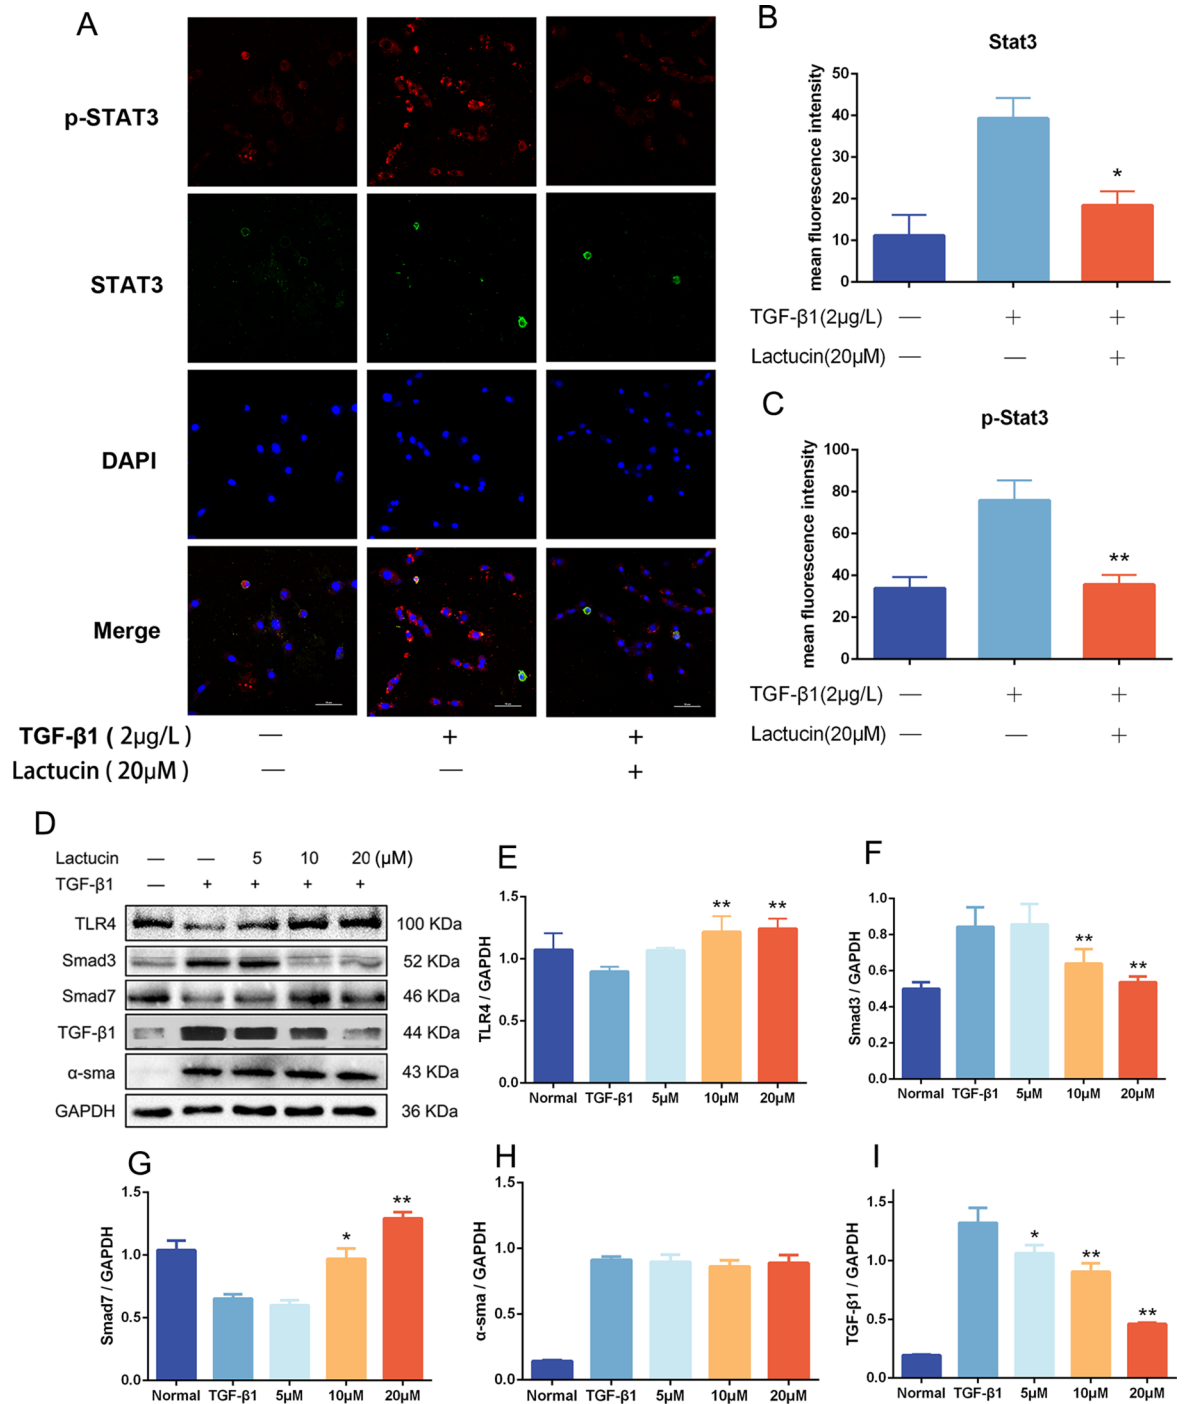 A
p-STAT3
STAT3
DAPI
Merge
TGF-β1 ( 2μg/L ) — + +
Lactucin ( 20μM ) — — +
B
Stat3
mean fluorescence intensity
50
40
30
20
10
0
*
TGF-β1(2μg/L) — + +
Lactucin(20μM) — — +
C
p-Stat3
mean fluorescence intensity
100
80
60
40
20
0
**
TGF-β1(2μg/L) — + +
Lactucin(20μM) — — +
D
Lactucin — — 5 10 20 (μM)
TGF-β1 — + + + +
TLR4 100 KDa
Smad3 52 KDa
Smad7 46 KDa
TGF-β1 44 KDa
α-sma 43 KDa
GAPDH 36 KDa
E
TLR4 / GAPDH
1.5
1.0
0.5
0.0
** **
Normal TGF-β1 5μM 10μM 20μM
F
Smad3 / GAPDH
1.0
0.8
0.6
0.4
0.2
0.0
** **
Normal TGF-β1 5μM 10μM 20μM
G
Smad7 / GAPDH
1.5
1.0
0.5
0.0
* **
Normal TGF-β1 5μM 10μM 20μM
H
α-sma / GAPDH
1.5
1.0
0.5
0.0
Normal TGF-β1 5μM 10μM 20μM
I
TGF-β1 / GAPDH
1.5
1.0
0.5
0.0
* ** **
Normal TGF-β1 5μM 10μM 20μM